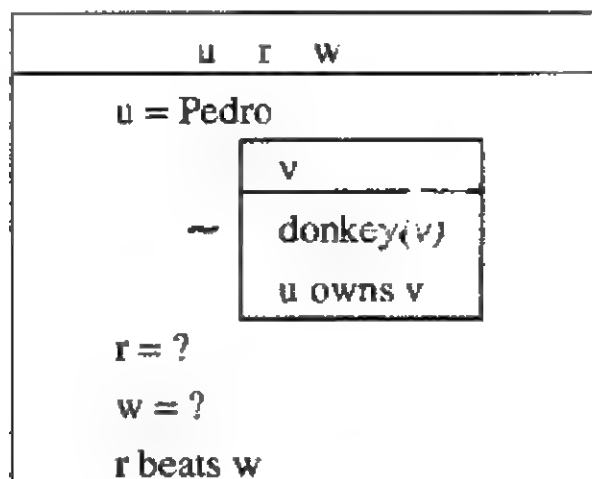 u r w
u = Pedro
v
~ donkey(v)
u owns v
r = ?
w = ?
r beats w